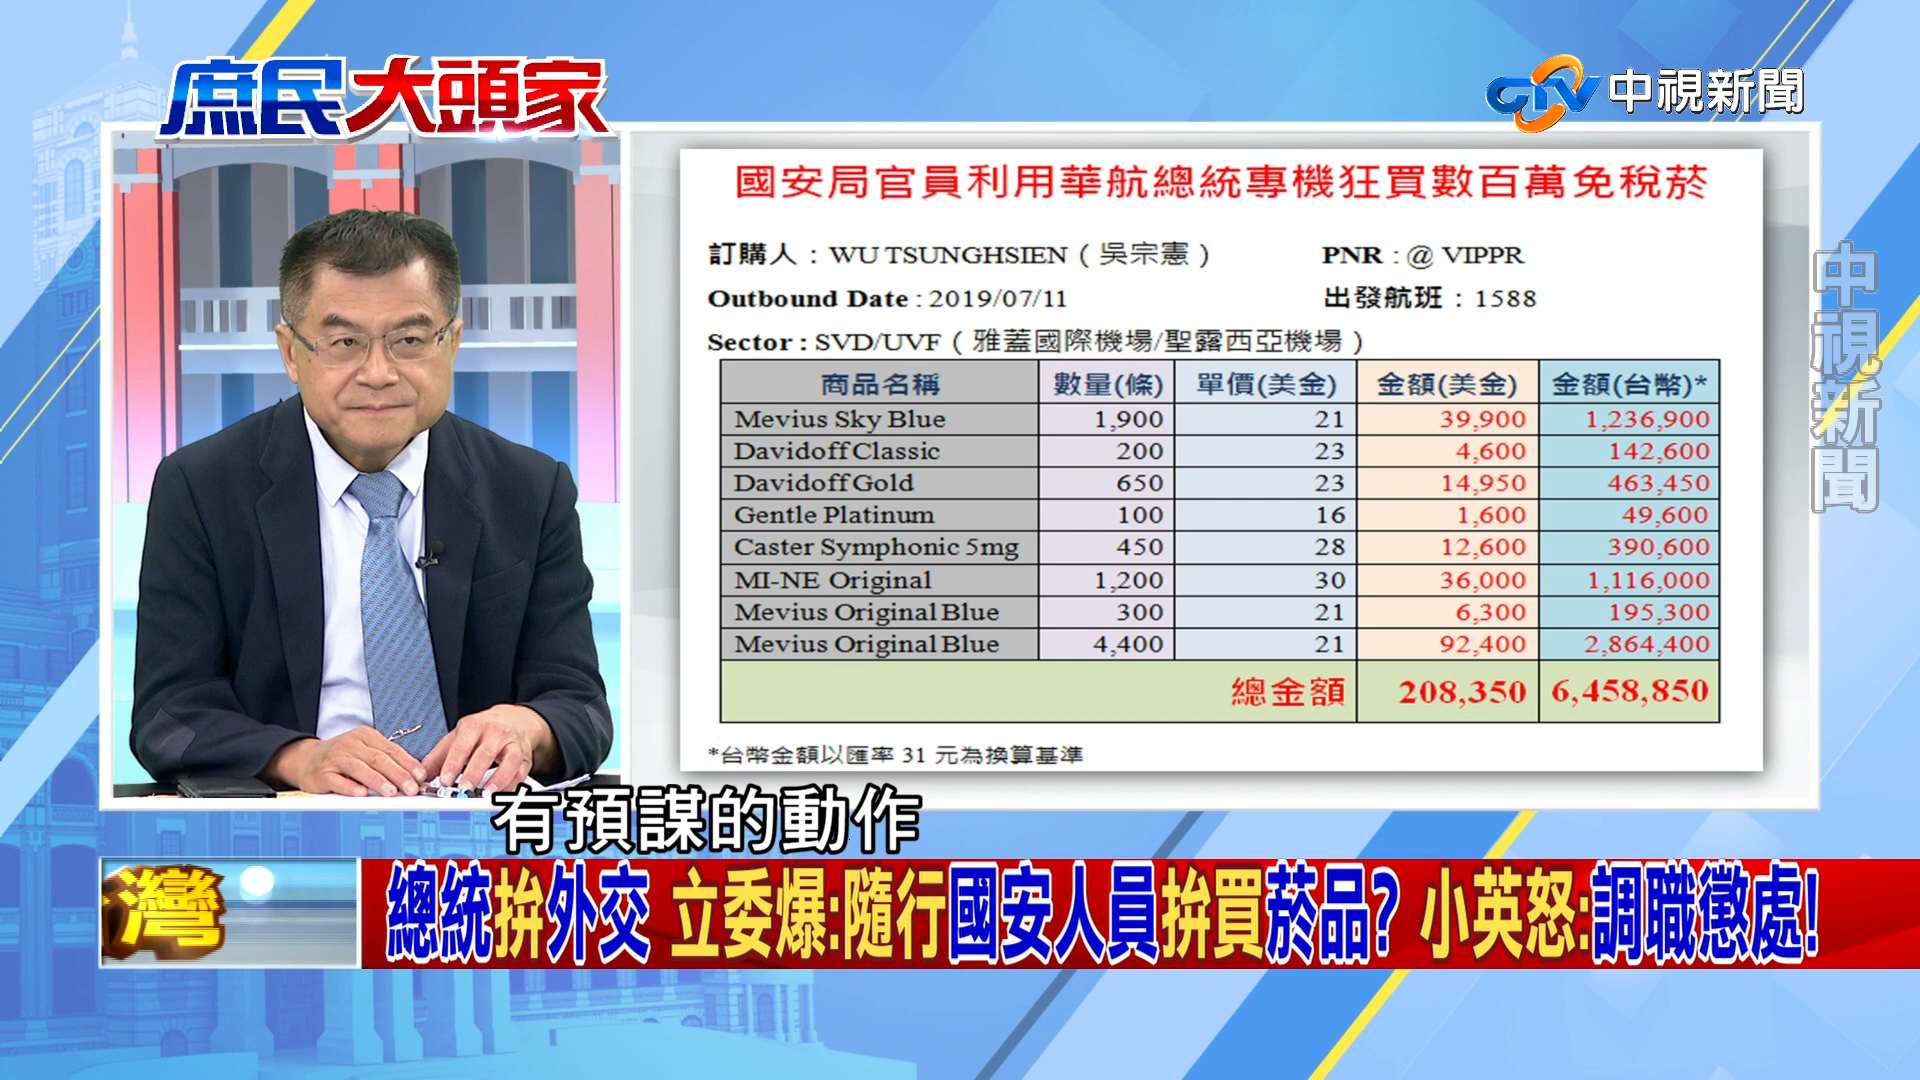 庶民大頭家
CTV 中視新聞
國安局官員利用華航總統專機狂買數百萬免稅菸
訂購人：WU TSUNGHSIEN（吳宗憲） PNR : @ VIPPR
Outbound Date : 2019/07/11 出發航班：1588
Sector : SVD/UVF（雅蓋國際機場/聖露西亞機場）
商品名稱 數量(條) 單價(美金) 金額(美金) 金額(台幣)*
Mevius Sky Blue 1,900 21 39,900 1,236,900
Davidoff Classic 200 23 4,600 142,600
Davidoff Gold 650 23 14,950 463,450
Gentle Platinum 100 16 1,600 49,600
Caster Symphonic 5mg 450 28 12,600 390,600
MI-NE Original 1,200 30 36,000 1,116,000
Mevius Original Blue 300 21 6,300 195,300
Mevius Original Blue 4,400 21 92,400 2,864,400
總金額 208,350 6,458,850
*台幣金額以匯率 31 元為換算基準
中視新聞
有預謀的動作
灣
總統拚外交 立委爆:隨行國安人員拚買菸品? 小英怒:調職懲處!